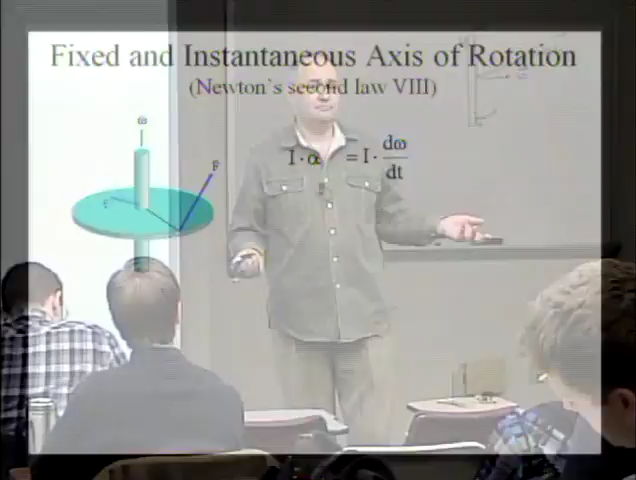 Fixed and Instantaneous Axis of Rotation
(Newton's second law VIII)
ω
F
r
I · α = I · dω
dt